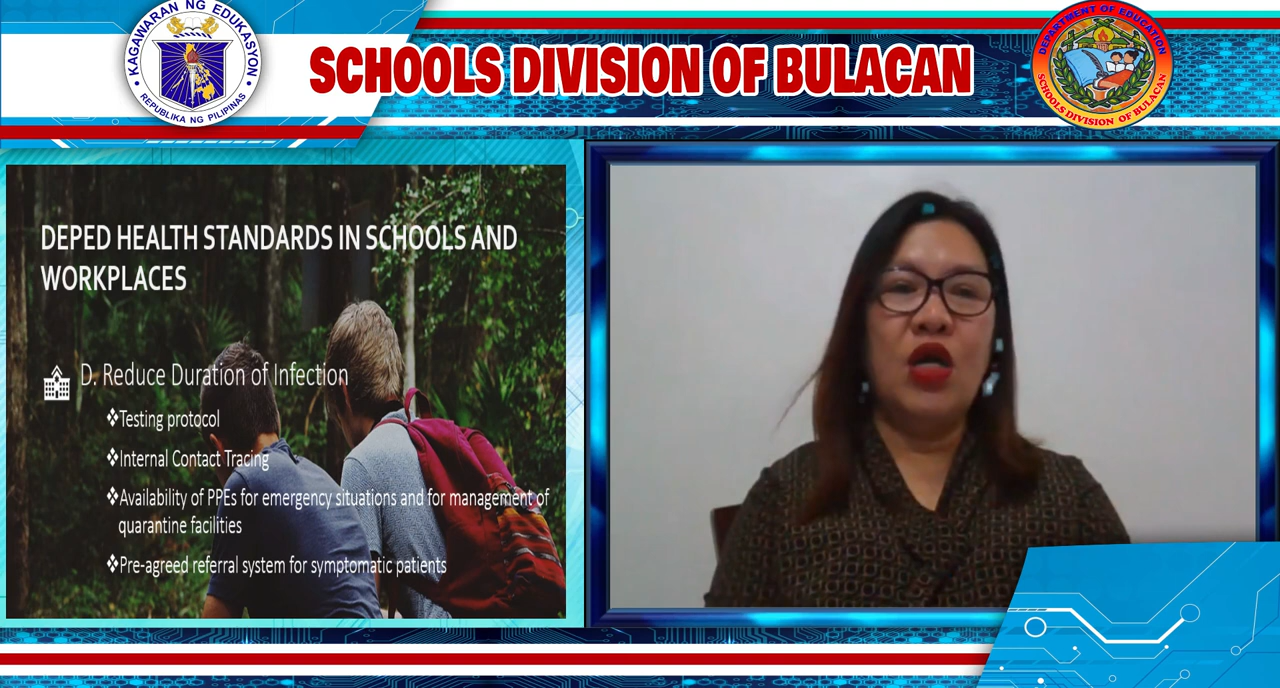 KAGAWARAN NG EDUKASYON
REPUBLIKA NG PILIPINAS
SCHOOLS DIVISION OF BULACAN
DEPARTMENT OF EDUCATION
SCHOOLS DIVISION OF BULACAN
DEPED HEALTH STANDARDS IN SCHOOLS AND
WORKPLACES
D. Reduce Duration of Infection
❖Testing protocol
❖Internal Contact Tracing
❖Availability of PPEs for emergency situations and for management of
quarantine facilities
❖Pre-agreed referral system for symptomatic patients